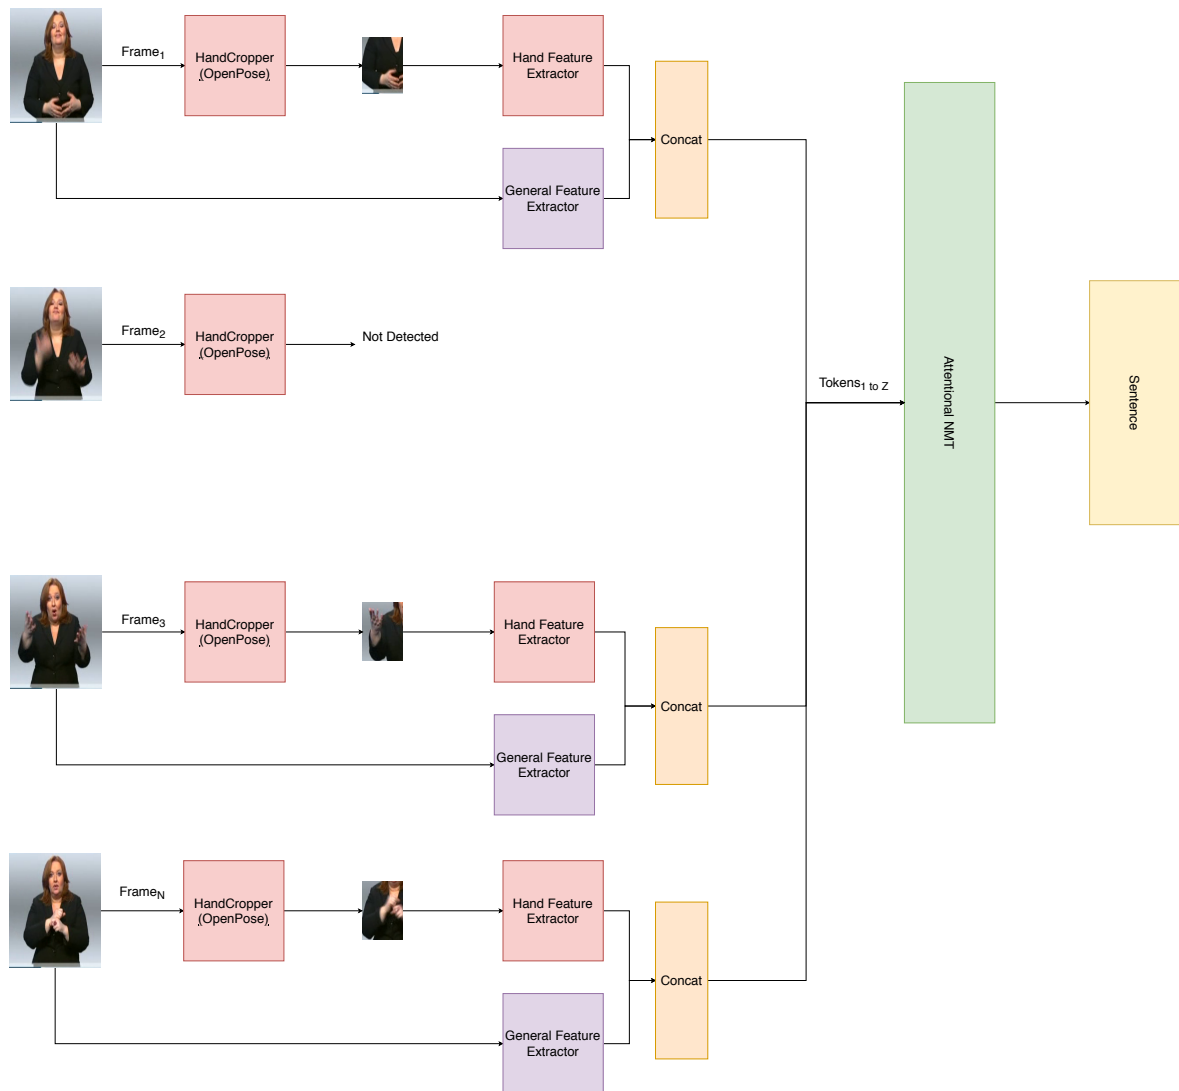 Frame1
HandCropper
(OpenPose)
Hand Feature
Extractor
General Feature
Extractor
Concat
Frame2
HandCropper
(OpenPose)
Not Detected
Tokens1 to Z
Attentional NMT
Sentence
Frame3
HandCropper
(OpenPose)
Hand Feature
Extractor
General Feature
Extractor
Concat
FrameN
HandCropper
(OpenPose)
Hand Feature
Extractor
General Feature
Extractor
Concat